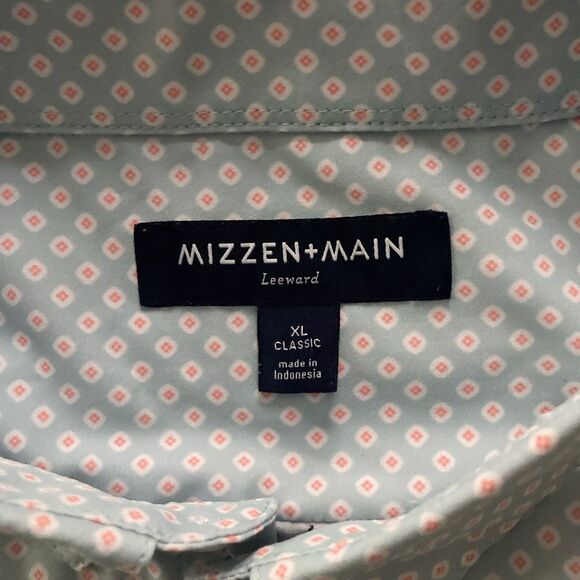 MIZZEN+MAIN
Leeward
XL
CLASSIC
made in
Indonesia